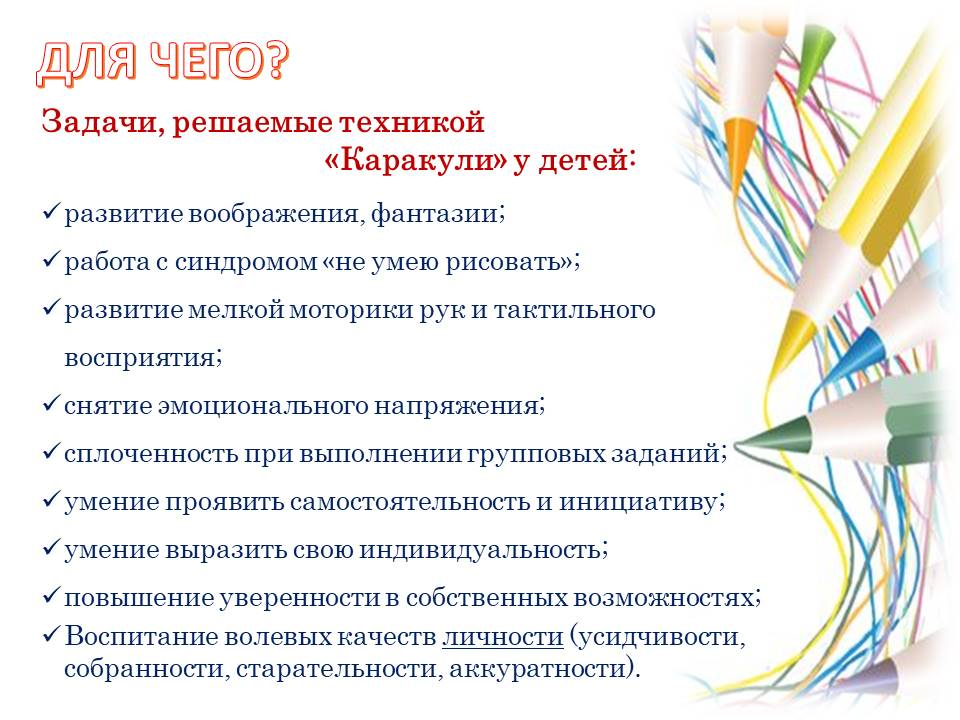 ДЛЯ ЧЕГО?
Задачи, решаемые техникой
«Каракули» у детей:
✓ развитие воображения, фантазии;
✓ работа с синдромом «не умею рисовать»;
✓ развитие мелкой моторики рук и тактильного
восприятия;
✓ снятие эмоционального напряжения;
✓ сплоченность при выполнении групповых заданий;
✓ умение проявить самостоятельность и инициативу;
✓ умение выразить свою индивидуальность;
✓ повышение уверенности в собственных возможностях;
✓ Воспитание волевых качеств личности (усидчивости,
собранности, старательности, аккуратности).